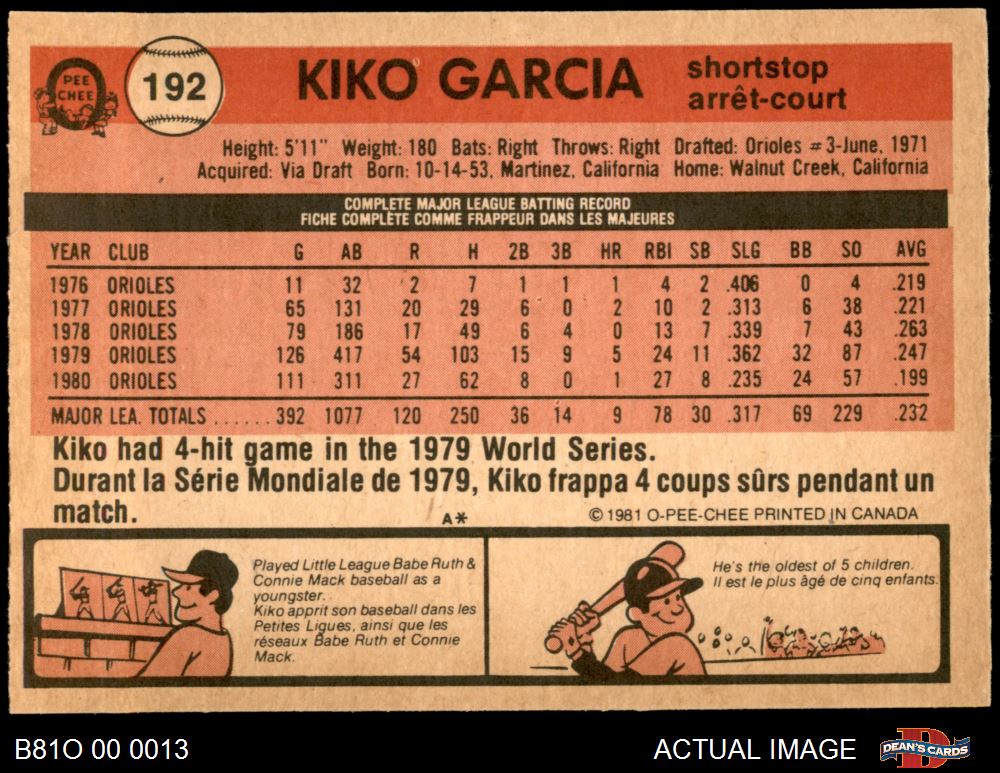 O
PEE
CHEE
192
KIKO GARCIA
shortstop
arrêt-court
Height: 5'11" Weight: 180 Bats: Right Throws: Right Drafted: Orioles #3-June, 1971
Acquired: Via Draft Born: 10-14-53, Martinez, California Home: Walnut Creek, California
COMPLETE MAJOR LEAGUE BATTING RECORD
FICHE COMPLÈTE COMME FRAPPEUR DANS LES MAJEURES
YEAR CLUB G AB R H 2B 3B HR RBI SB SLG BB SO AVG
1976 ORIOLES 11 32 2 7 1 1 1 4 2 .406 0 4 .219
1977 ORIOLES 65 131 20 29 6 0 2 10 2 .313 6 38 .221
1978 ORIOLES 79 186 17 49 6 4 0 13 7 .339 7 43 .263
1979 ORIOLES 126 417 54 103 15 9 5 24 11 .362 32 87 .247
1980 ORIOLES 111 311 27 62 8 0 1 27 8 .235 24 57 .199
MAJOR LEA. TOTALS ...... 392 1077 120 250 36 14 9 78 30 .317 69 229 .232
Kiko had 4-hit game in the 1979 World Series.
Durant la Série Mondiale de 1979, Kiko frappa 4 coups sûrs pendant un
match.
A*
©1981 O-PEE-CHEE PRINTED IN CANADA
Played Little League Babe Ruth &
Connie Mack baseball as a
youngster.
Kiko apprit son baseball dans les
Petites Ligues, ainsi que les
réseaux Babe Ruth et Connie
Mack.
He's the oldest of 5 children.
Il est le plus âgé de cinq enfants.
B81O 00 0013
ACTUAL IMAGE
DEAN'S CARDS